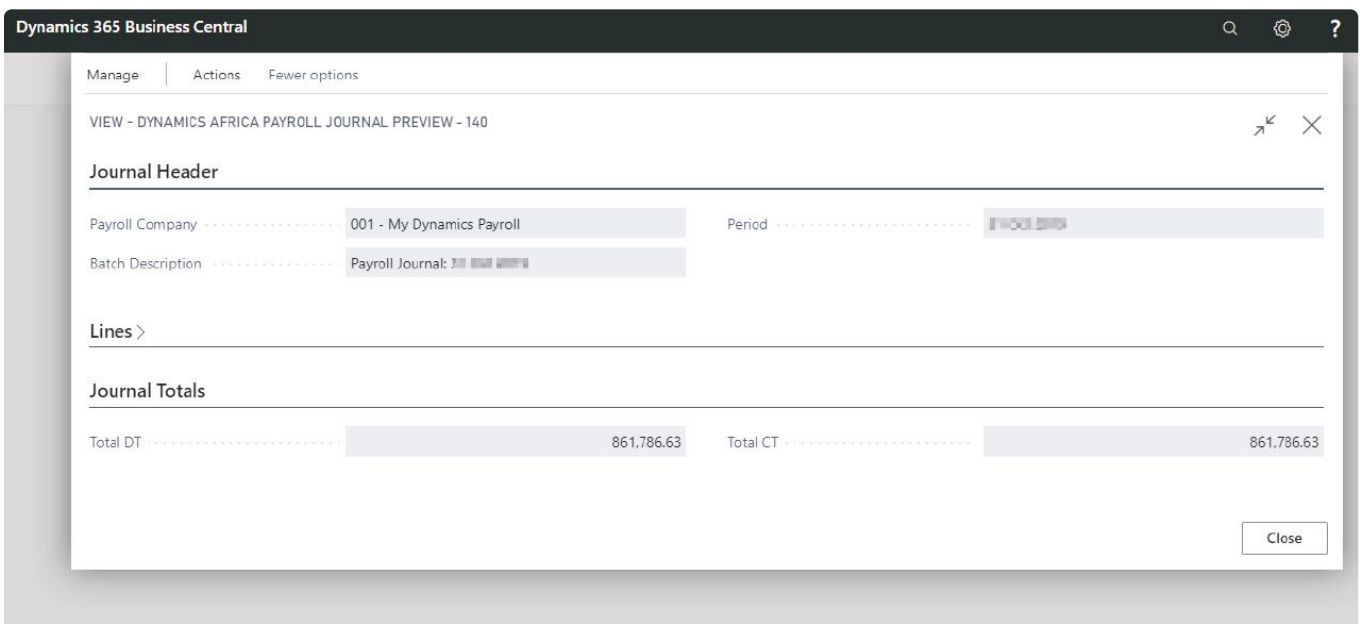 Dynamics 365 Business Central ?
Manage Actions Fewer options
VIEW - DYNAMICS AFRICA PAYROLL JOURNAL PREVIEW - 140
Journal Header
Payroll Company 001 - My Dynamics Payroll Period
Batch Description Payroll Journal:
Lines >
Journal Totals
Total DT 861,786.63 Total CT 861,786.63
Close